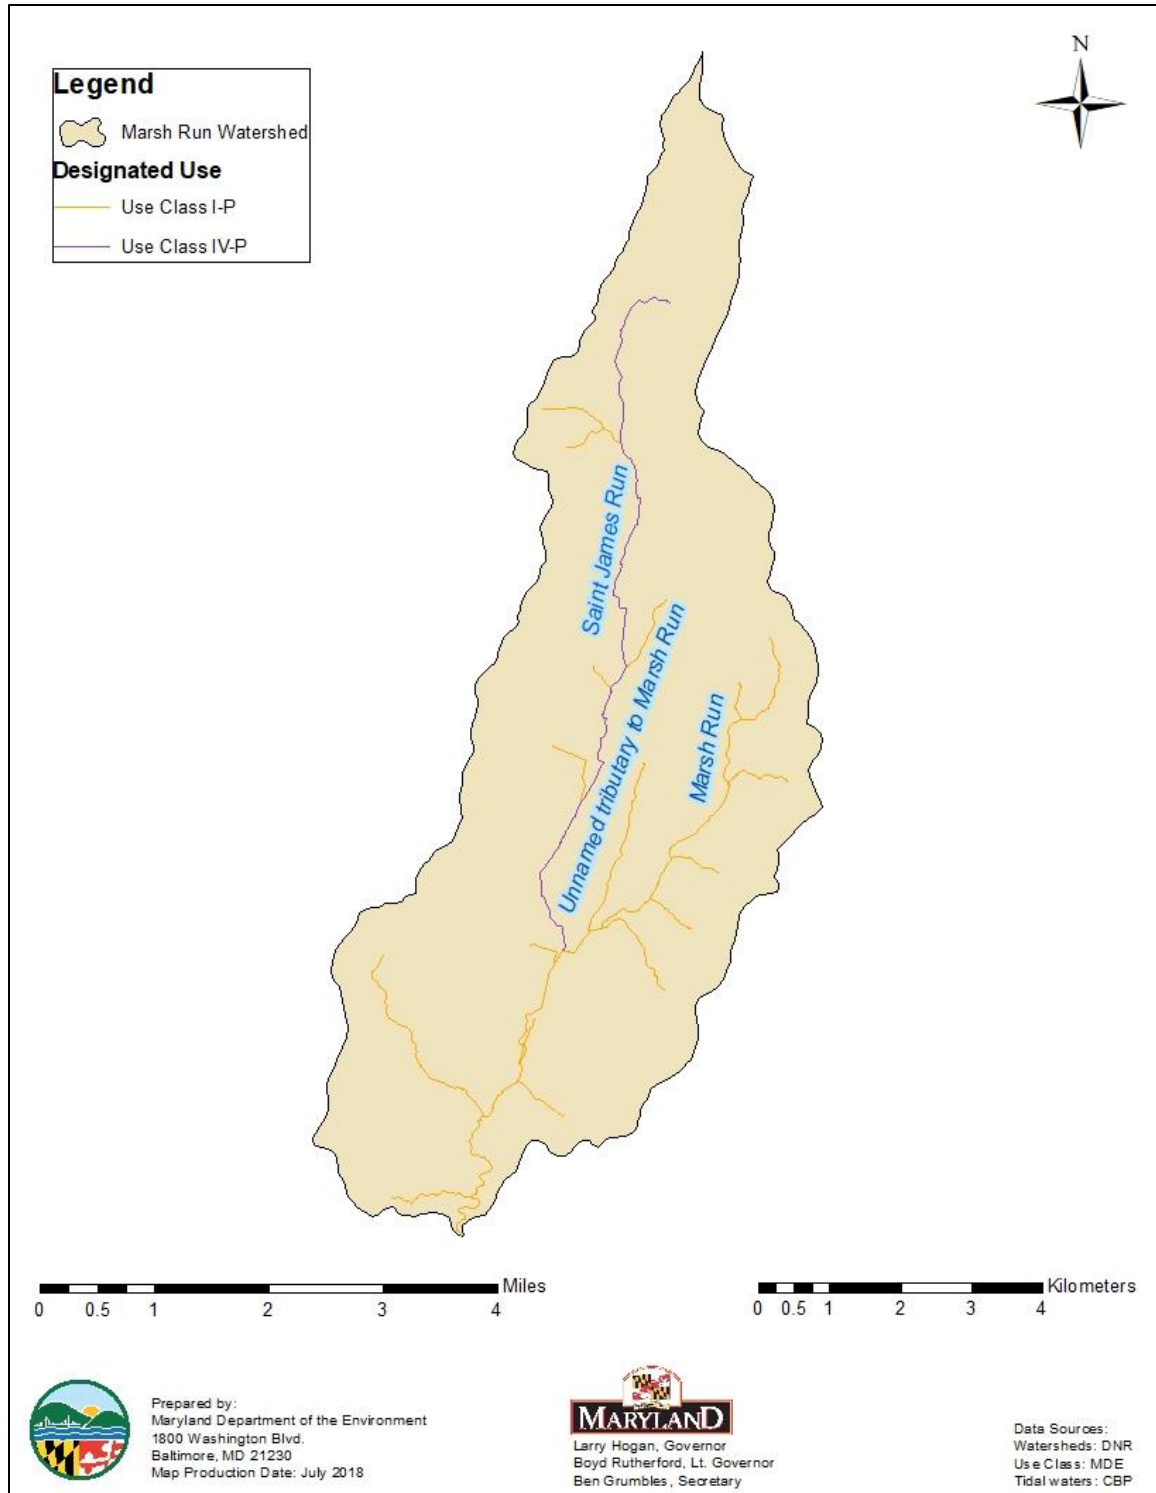 N
Legend
Marsh Run Watershed
Designated Use
Use Class I-P
Use Class IV-P
Saint James Run
Unnamed tributary to Marsh Run
Marsh Run
Miles
0 0.5 1 2 3 4
Kilometers
0 0.5 1 2 3 4
Prepared by:
Maryland Department of the Environment
1800 Washington Blvd.
Baltimore, MD 21230
Map Production Date: July 2018
MARYLAND
Larry Hogan, Governor
Boyd Rutherford, Lt. Governor
Ben Grumbles, Secretary
Data Sources:
Watersheds: DNR
Use Class: MDE
Tidal waters: CBP